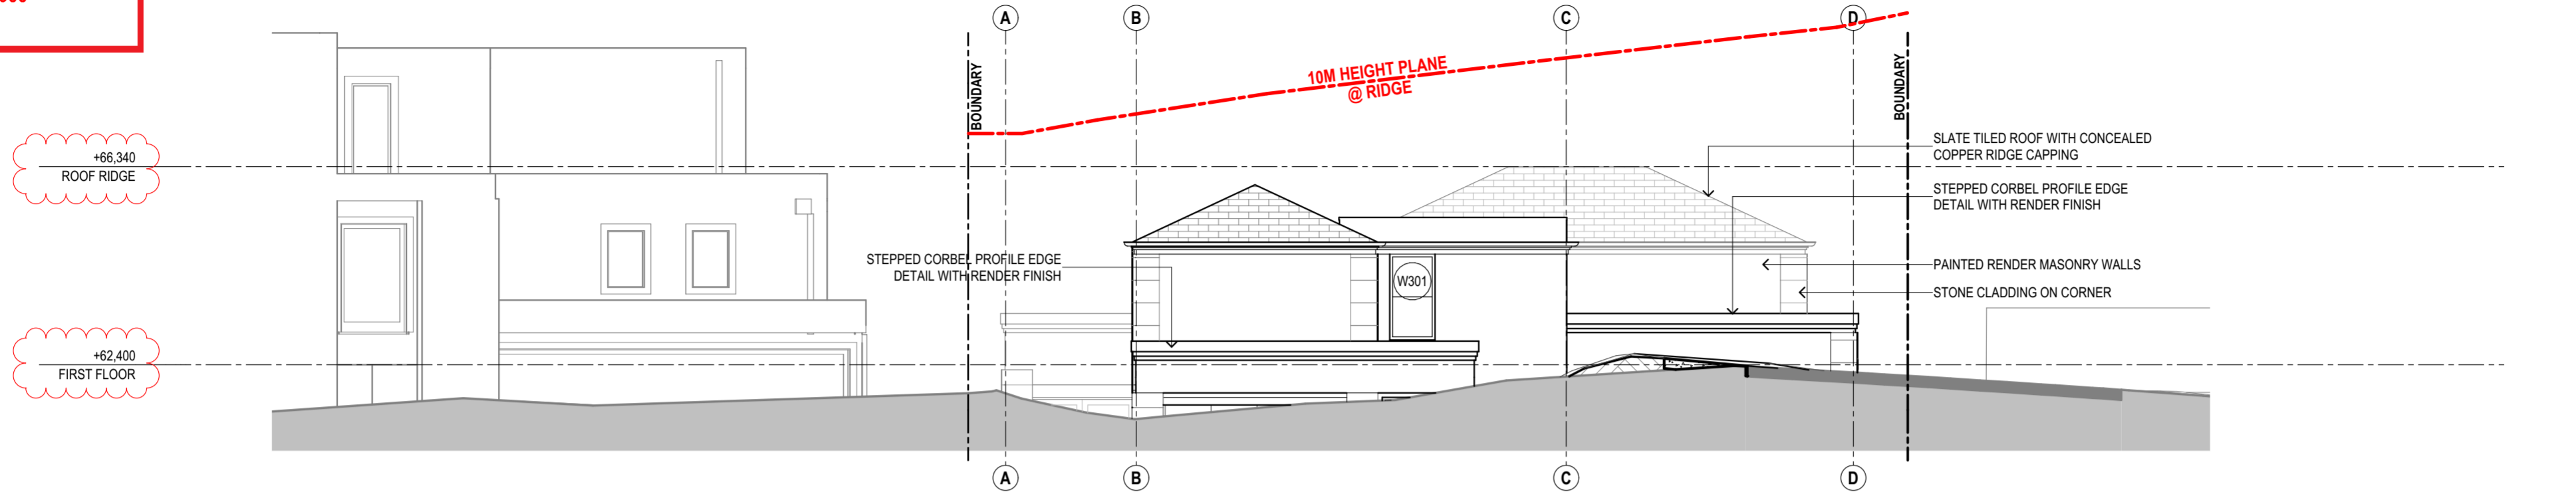 A
B
C
D
10M HEIGHT PLANE
@ RIDGE
BOUNDARY
BOUNDARY
+66,340
ROOF RIDGE
SLATE TILED ROOF WITH CONCEALED
COPPER RIDGE CAPPING
STEPPED CORBEL PROFILE EDGE
DETAIL WITH RENDER FINISH
STEPPED CORBEL PROFILE EDGE
DETAIL WITH RENDER FINISH
W301
PAINTED RENDER MASONRY WALLS
STONE CLADDING ON CORNER
+62,400
FIRST FLOOR
A
B
C
D